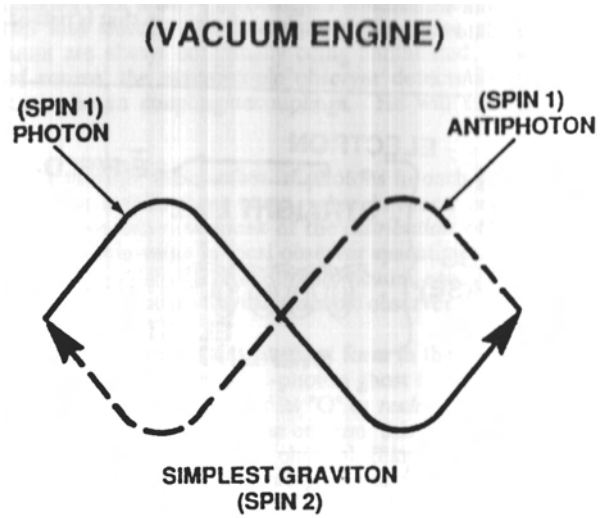 (VACUUM ENGINE)
(SPIN 1)
PHOTON
(SPIN 1)
ANTIPHOTON
SIMPLEST GRAVITON
(SPIN 2)